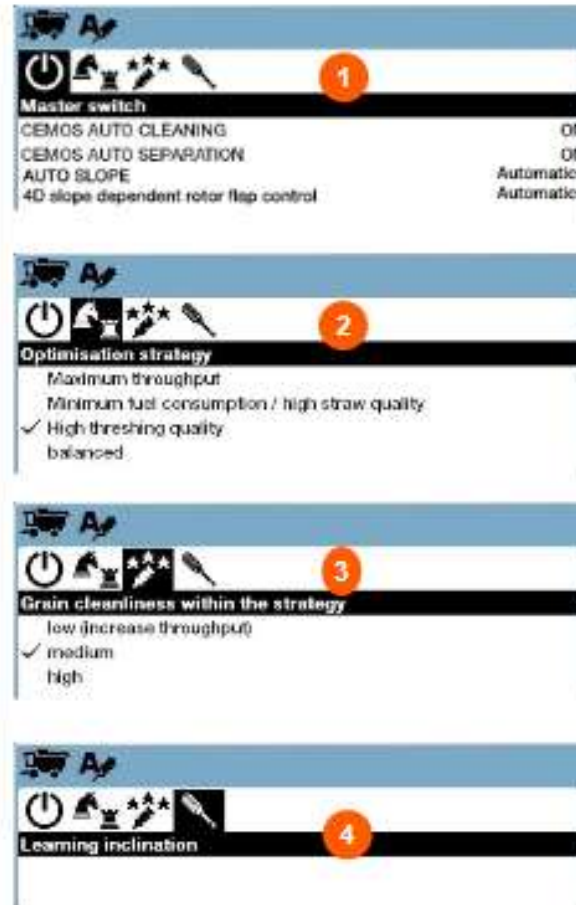 1
Master switch
CEMOS AUTO CLEANING
CEMOS AUTO SEPARATION
AUTO SLOPE Automatic
4D slope dependent rotor flap control Automatic
2
Optimisation strategy
Maximum throughput
Minimum fuel consumption / high straw quality
✓ High threshing quality
balanced
3
Grain cleanliness within the strategy
low (increase throughput)
✓ medium
high
4
Learning inclination